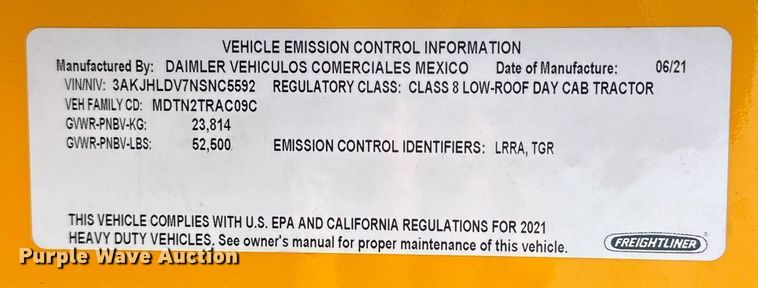 VEHICLE EMISSION CONTROL INFORMATION
Manufactured By: DAIMLER VEHICULOS COMERCIALES MEXICO Date of Manufacture: 06/21
VIN/NIV: 3AKJHLDV7NSNC5592 REGULATORY CLASS: CLASS 8 LOW-ROOF DAY CAB TRACTOR
VEH FAMILY CD: MDTN2TRAC09C
GVWR-PNBV-KG: 23,814
GVWR-PNBV-LBS: 52,500 EMISSION CONTROL IDENTIFIERS: LRRA, TGR
THIS VEHICLE COMPLIES WITH U.S. EPA AND CALIFORNIA REGULATIONS FOR 2021
HEAVY DUTY VEHICLES. See owner's manual for proper maintenance of this vehicle.
FREIGHTLINER
Purple Wave Auction